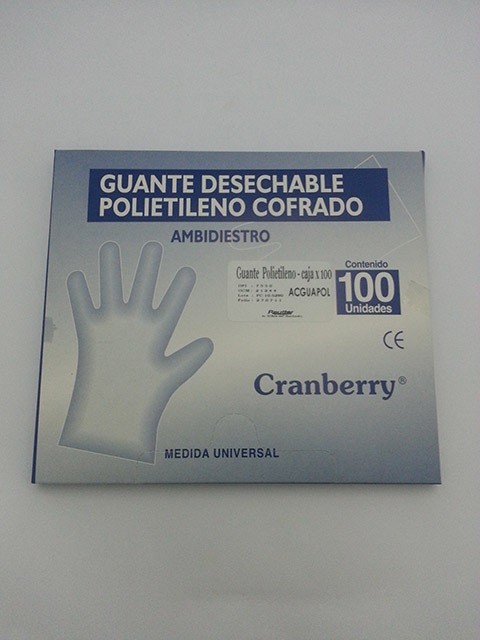 GUANTE DESECHABLE
POLIETILENO COFRADO
AMBIDIESTRO
Guante Polietileno - caja x 100
ACGUAPOL
Contenido
100
Unidades
CE
Cranberry®
MEDIDA UNIVERSAL